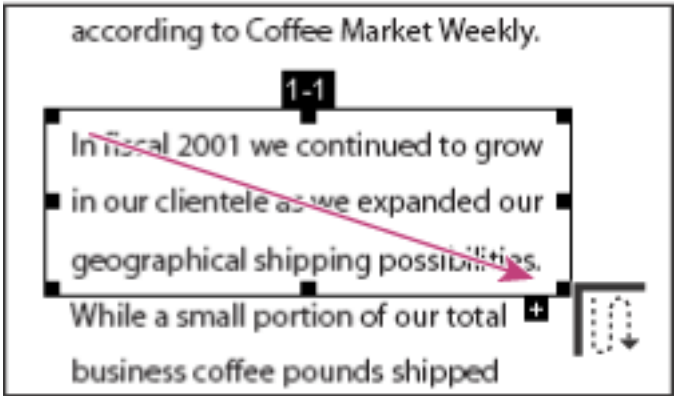 according to Coffee Market Weekly.
1-1
In fiscal 2001 we continued to grow
in our clientele as we expanded our
geographical shipping possibilities.
While a small portion of our total
business coffee pounds shipped